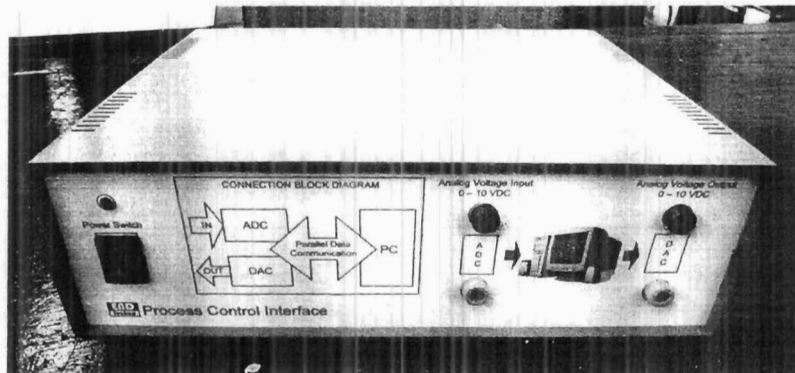 Power Switch
CONNECTION BLOCK DIAGRAM
IN
ADC
OUT
DAC
Parallel Data
Communication
PC
Process Control Interface
Analog Voltage Input
0 – 10 VDC
A
D
C
Analog Voltage Output
0 – 10 VDC
D
A
C